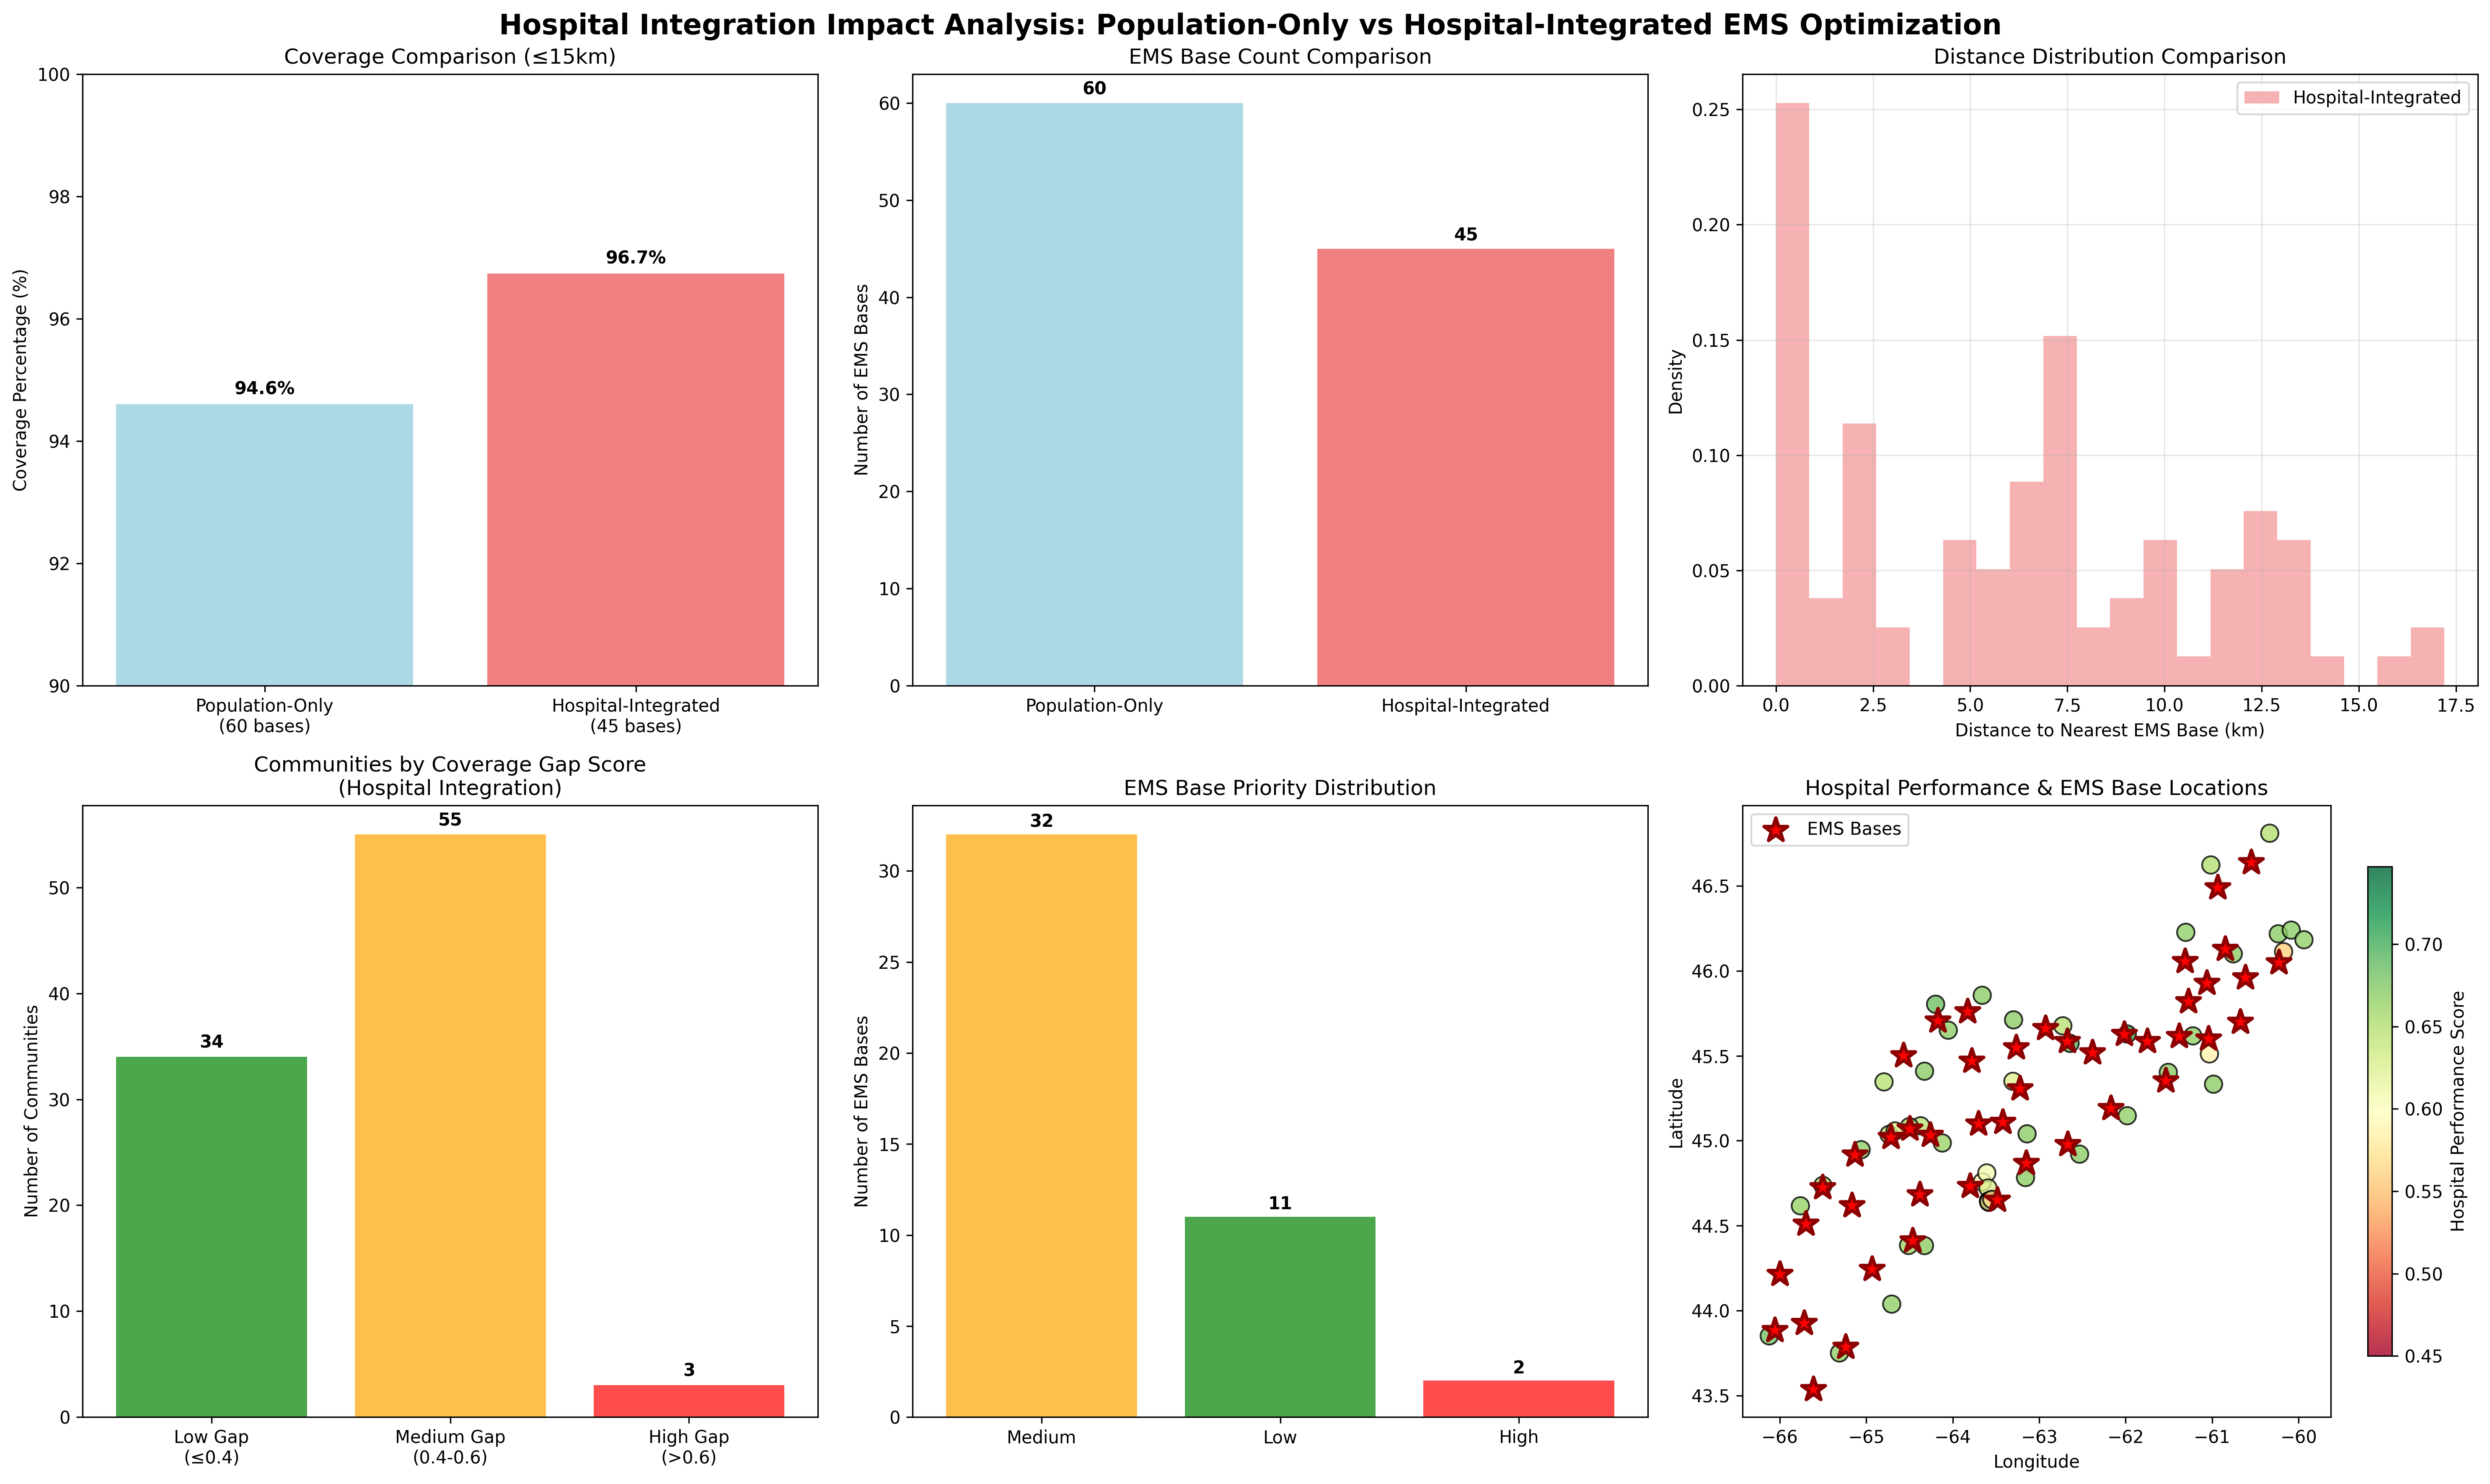 Hospital Integration Impact Analysis: Population-Only vs Hospital-Integrated EMS Optimization
Coverage Comparison (≤15km)
Coverage Percentage (%)
100
98
96
94
92
90
94.6%
96.7%
Population-Only
(60 bases)
Hospital-Integrated
(45 bases)
EMS Base Count Comparison
Number of EMS Bases
60
50
40
30
20
10
0
60
45
Population-Only
Hospital-Integrated
Distance Distribution Comparison
Hospital-Integrated
Density
0.25
0.20
0.15
0.10
0.05
0.00
0.0 2.5 5.0 7.5 10.0 12.5 15.0 17.5
Distance to Nearest EMS Base (km)
Communities by Coverage Gap Score
(Hospital Integration)
Number of Communities
50
40
30
20
10
0
34
55
3
Low Gap
(≤0.4)
Medium Gap
(0.4-0.6)
High Gap
(>0.6)
EMS Base Priority Distribution
Number of EMS Bases
30
25
20
15
10
5
0
32
11
2
Medium
Low
High
Hospital Performance & EMS Base Locations
EMS Bases
Latitude
46.5
46.0
45.5
45.0
44.5
44.0
43.5
−66 −65 −64 −63 −62 −61 −60
Longitude
0.70
0.65
0.60
0.55
0.50
0.45
Hospital Performance Score